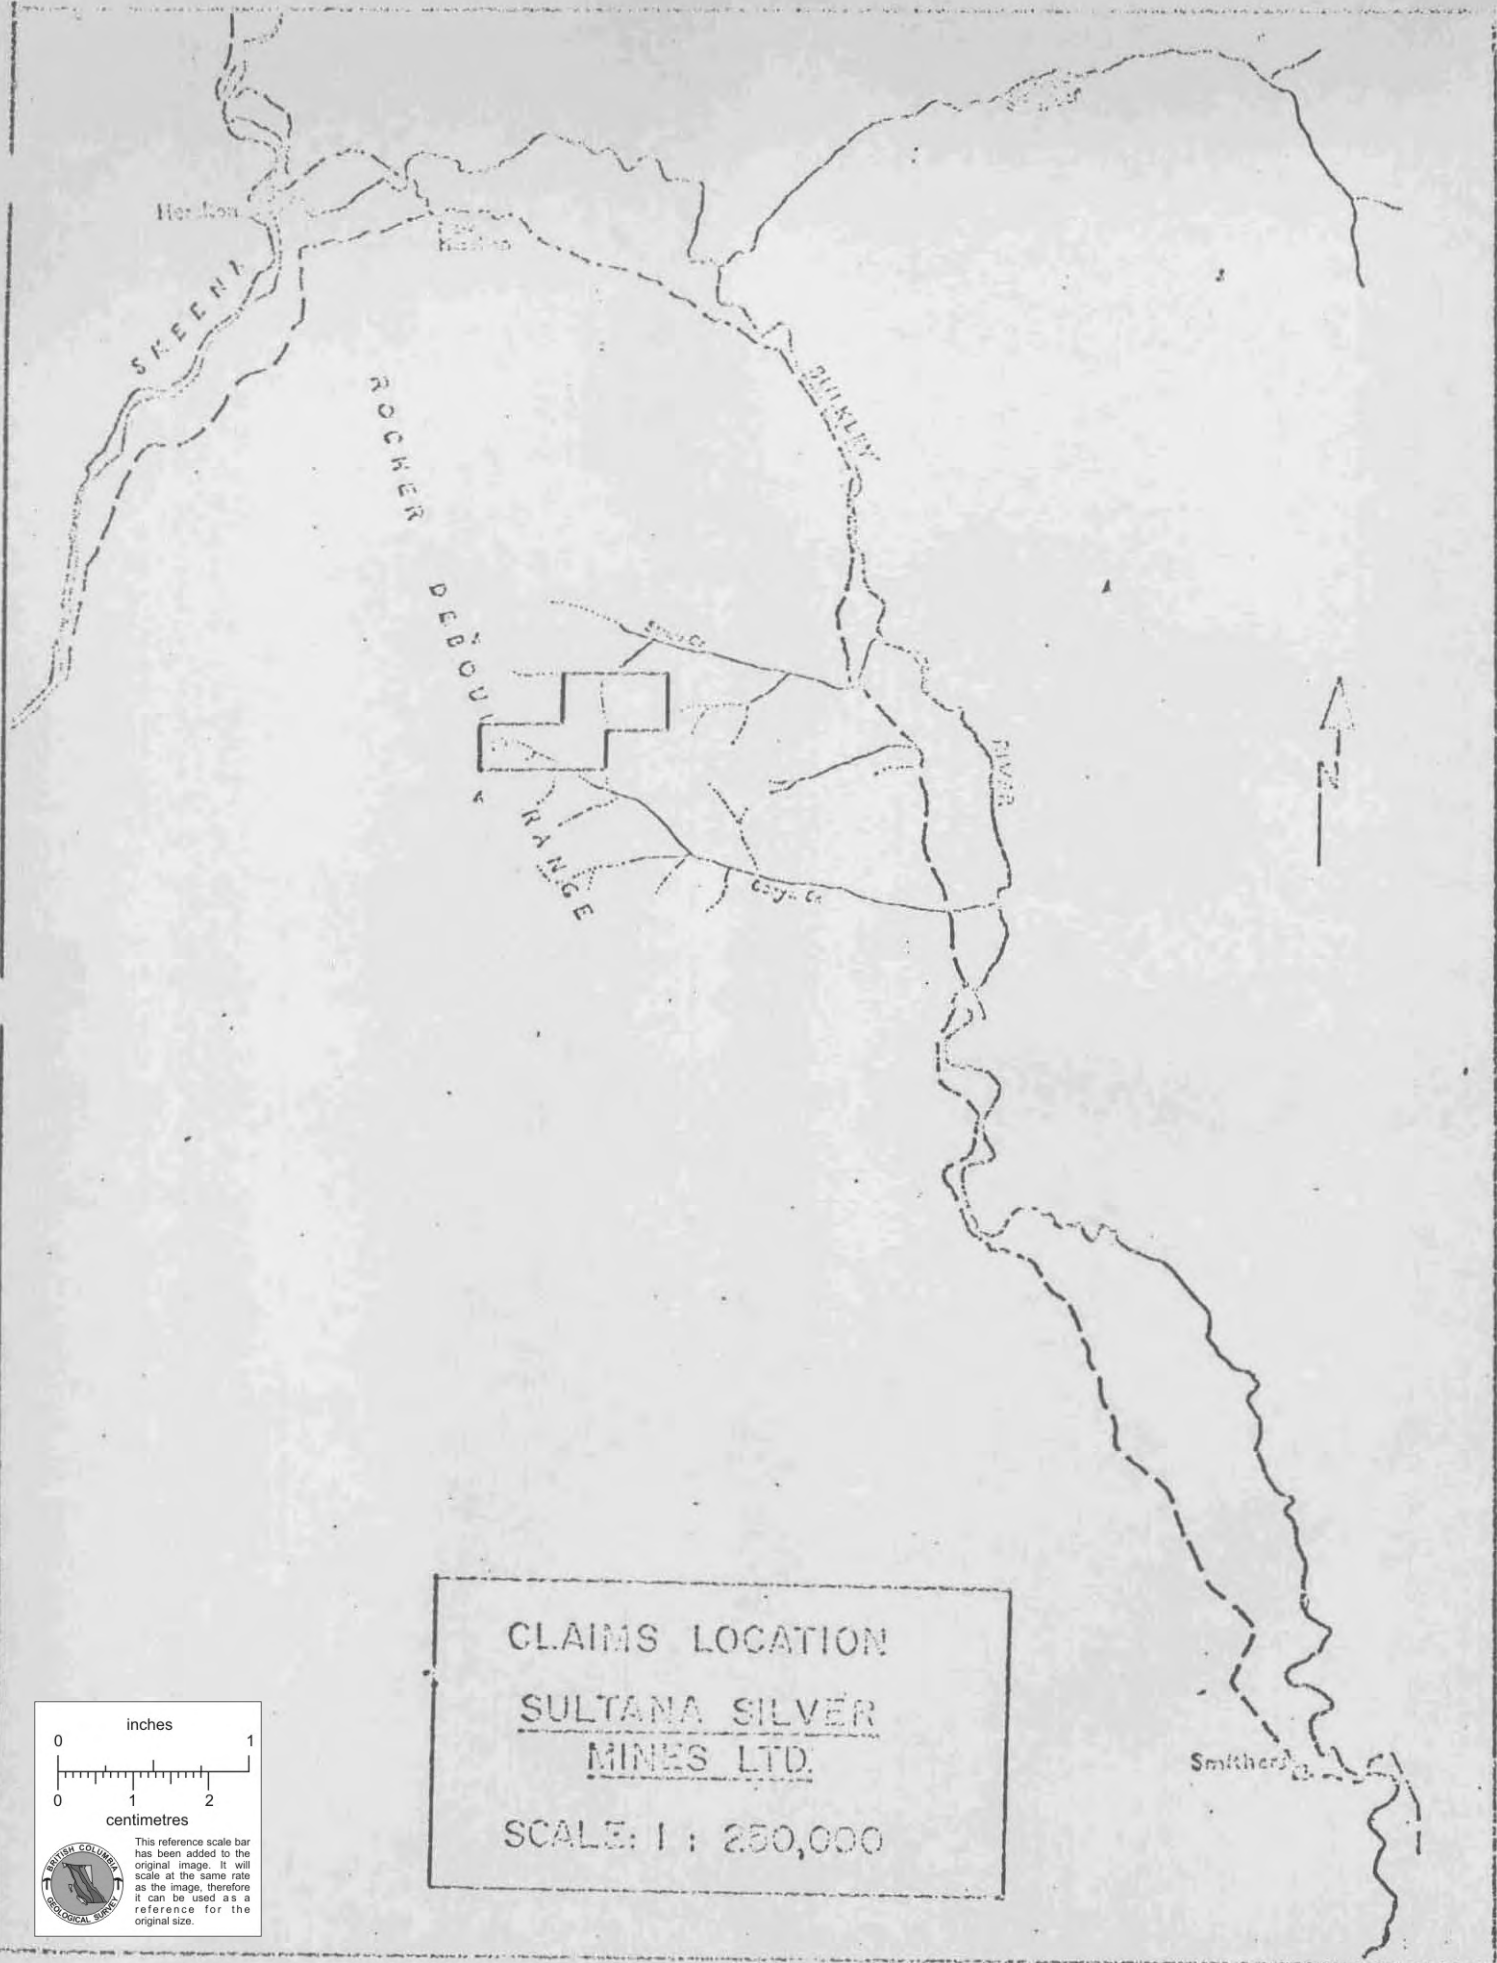 SKEENA
ROCHER
DEBOU
RANGE
BULKLEY
RIVER
N
CLAIMS LOCATION
SULTANA SILVER
MINES LTD.
SCALE: 1 : 250,000
Smithers
inches
0 1
0 1 2
centimetres
This reference scale bar
has been added to the
original image. It will
scale at the same rate
as the image, therefore
it can be used as a
reference for the
original size.
BRITISH COLUMBIA
GEOLOGICAL SURVEY